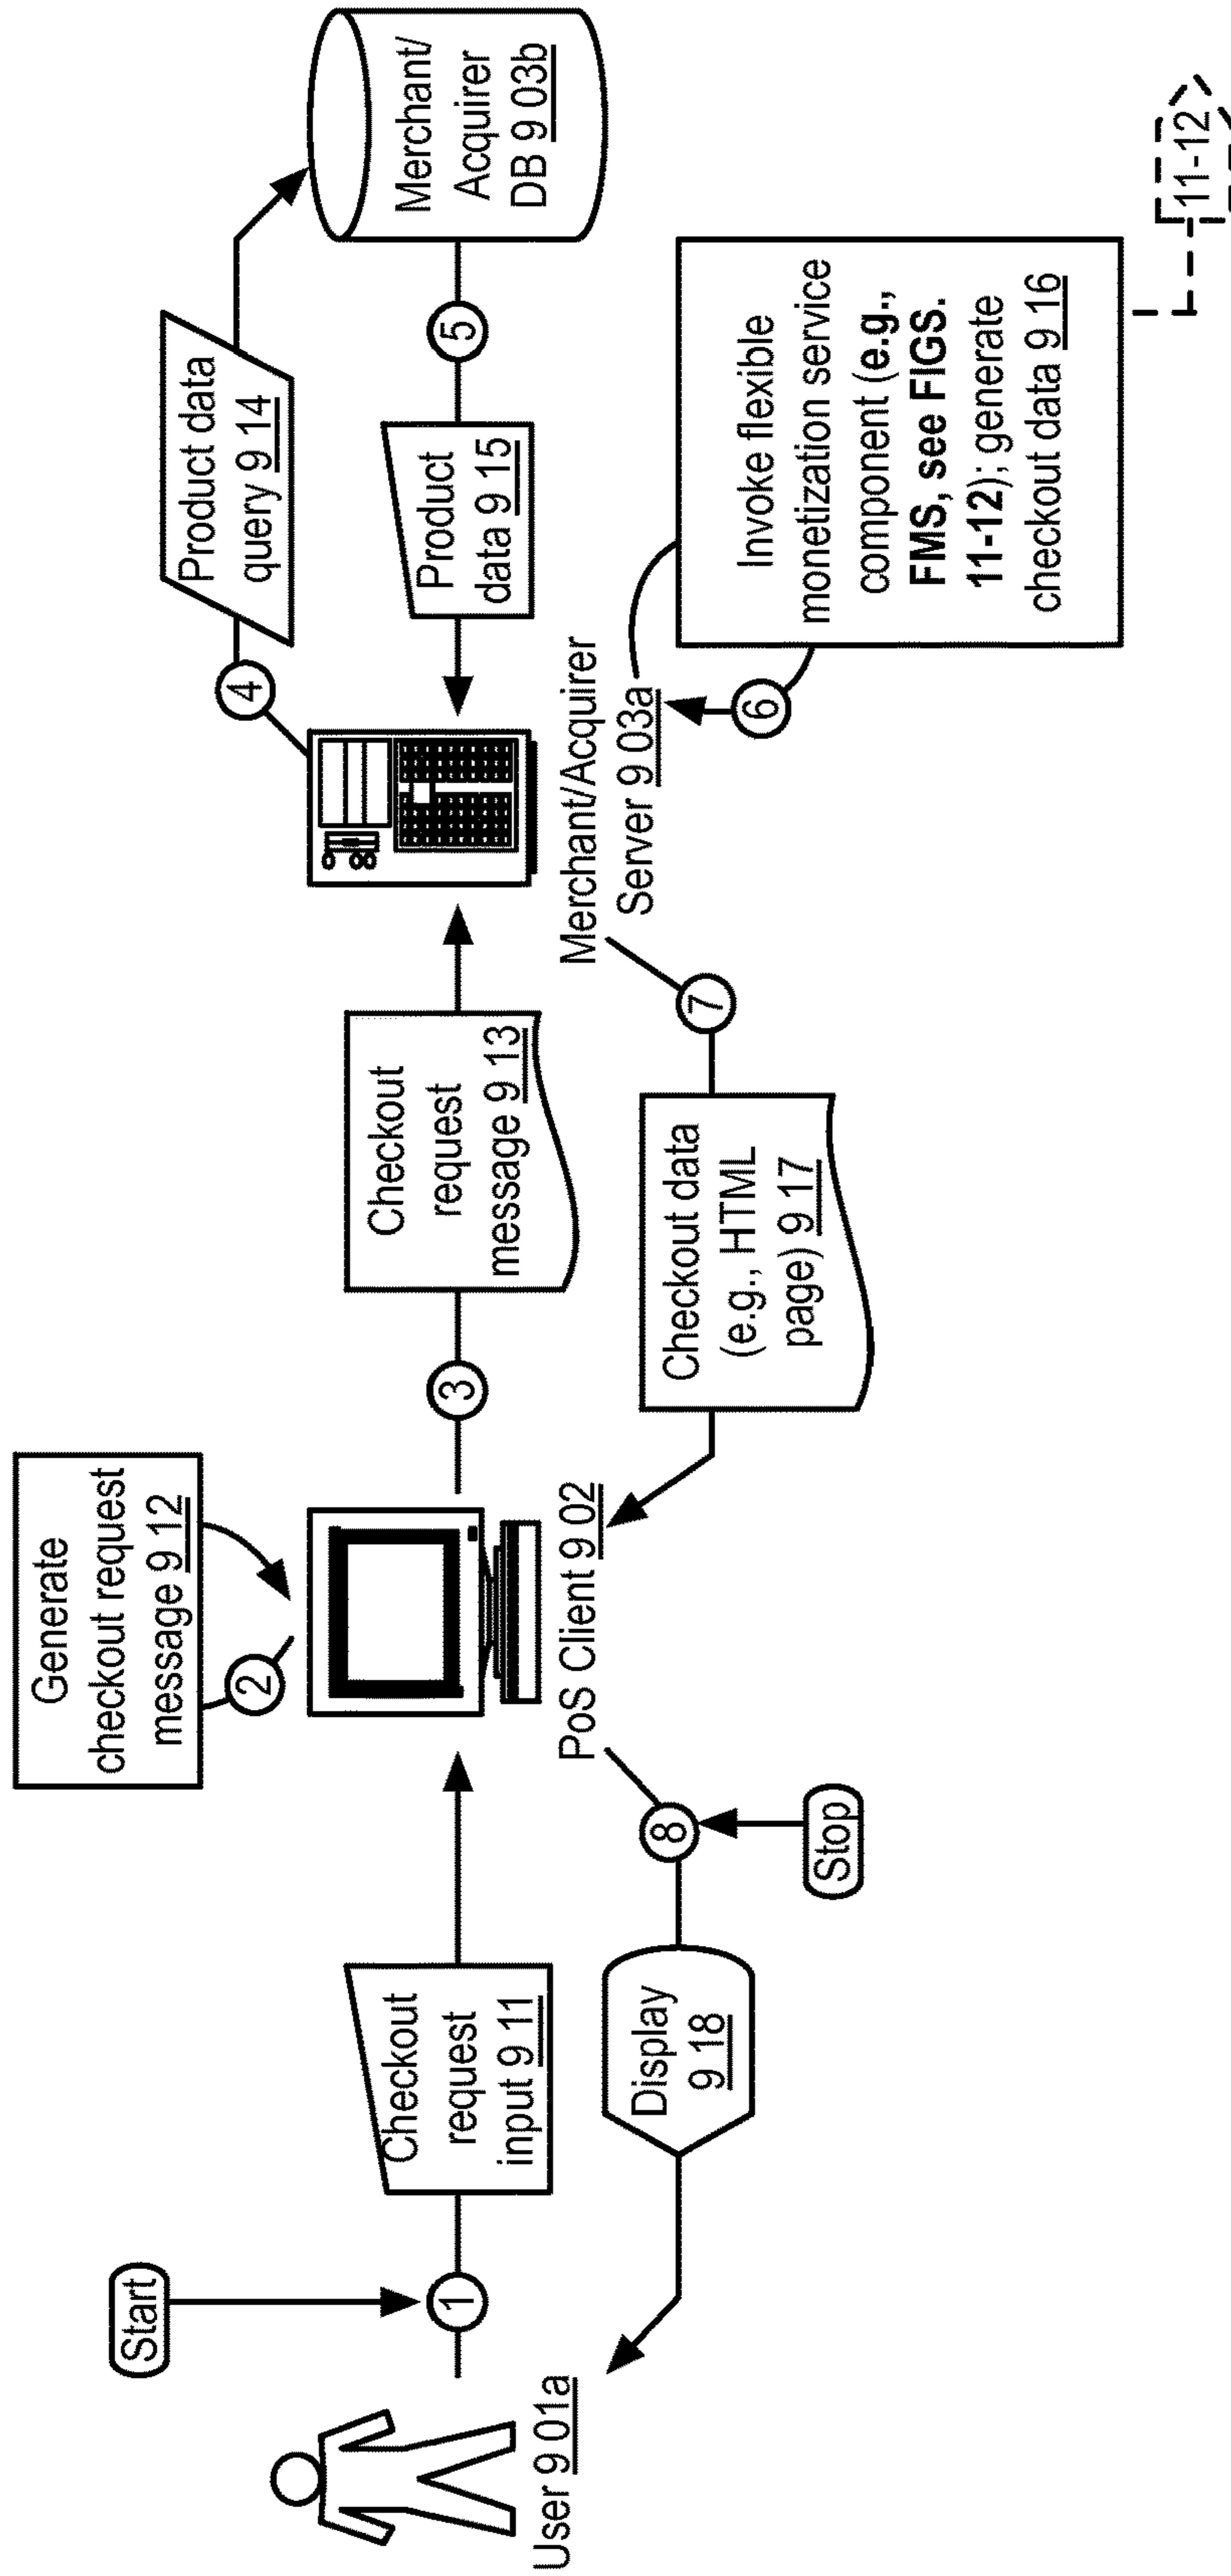 Start
User 9 01a
1
Checkout
request
input 9 11
Generate
checkout request
message 9 12
2
PoS Client 9 02
3
Checkout
request
message 9 13
Merchant/Acquirer
Server 9 03a
4
Product data
query 9 14
Merchant/
Acquirer
DB 9 03b
5
Product
data 9 15
6
Invoke flexible
monetization service
component (e.g.,
FMS, see FIGS.
11-12); generate
checkout data 9 16
11-12
7
Checkout data
(e.g., HTML
page) 9 17
8
Stop
Display
9 18